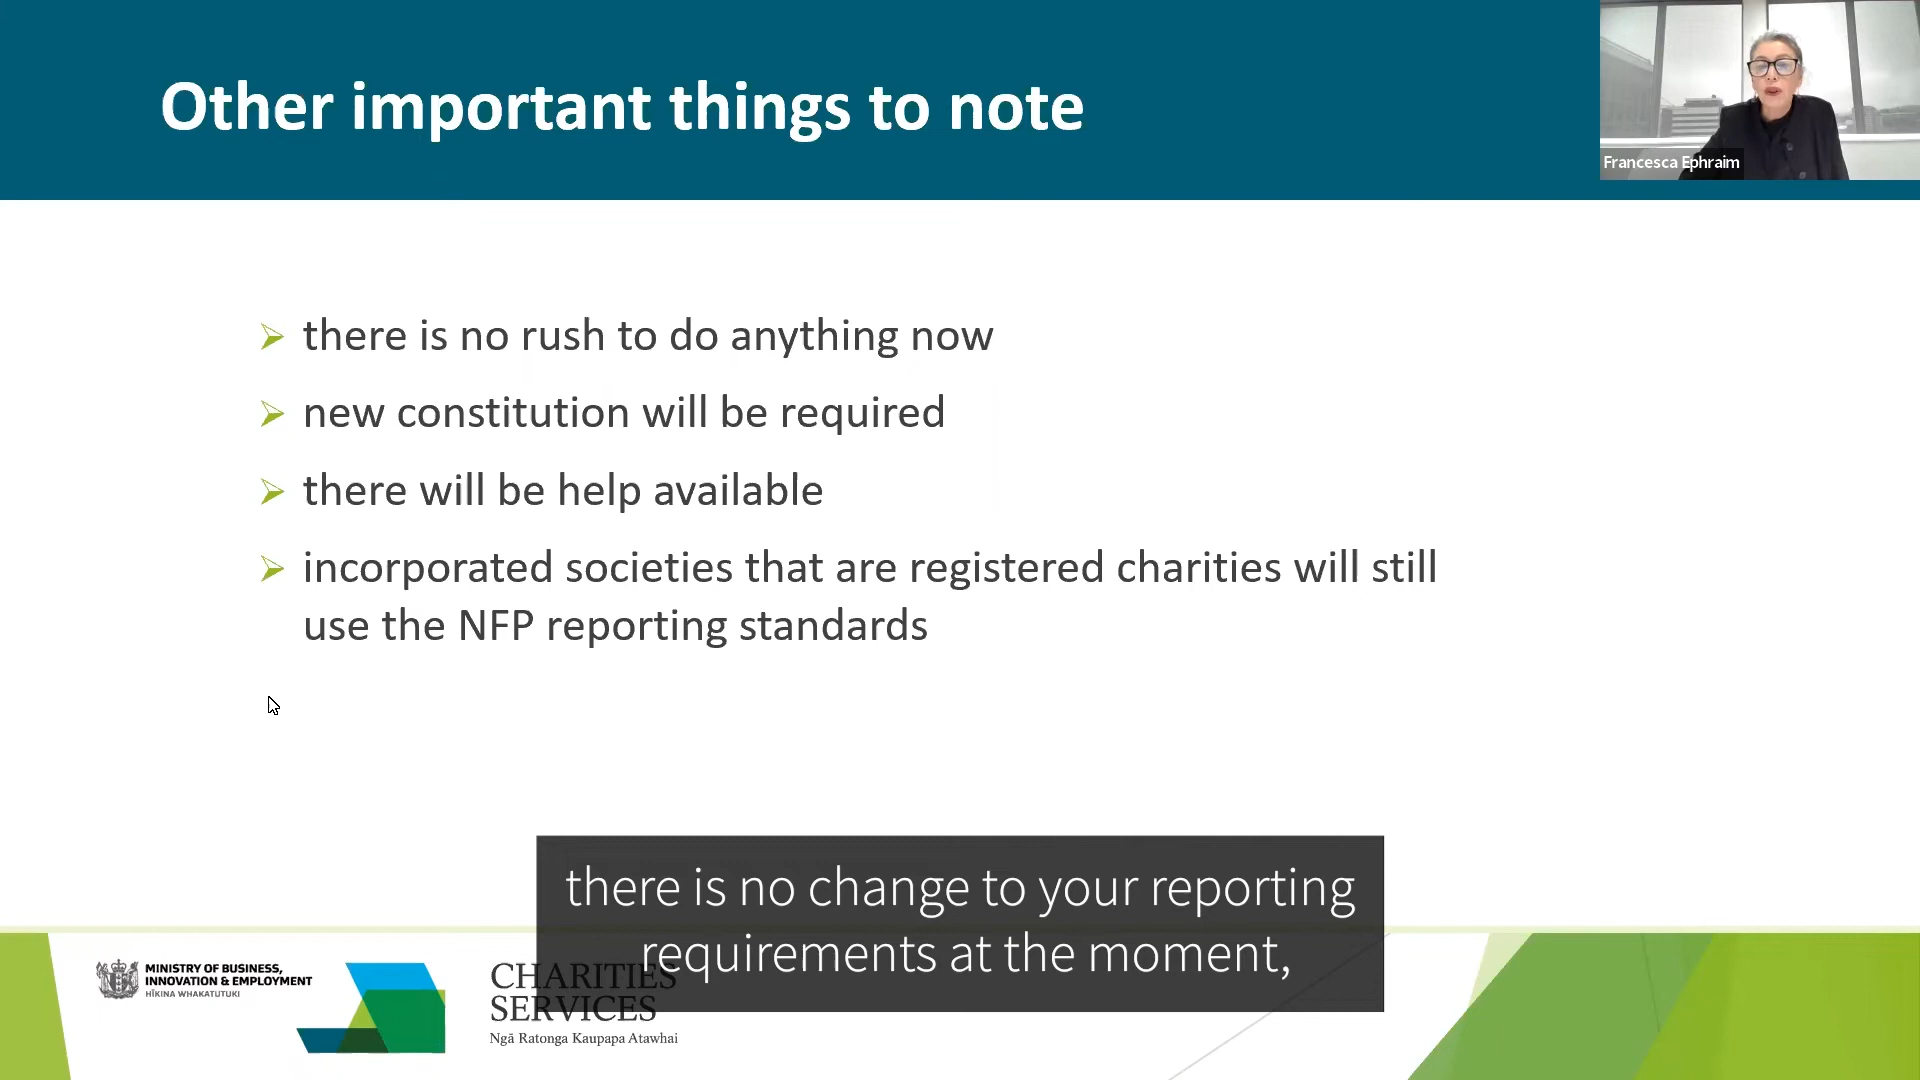 Other important things to note
Francesca Ephraim
there is no rush to do anything now
new constitution will be required
there will be help available
incorporated societies that are registered charities will still
use the NFP reporting standards
there is no change to your reporting
requirements at the moment,
MINISTRY OF BUSINESS,
INNOVATION & EMPLOYMENT
HĪKINA WHAKATUTUKI
CHARITIES
SERVICES
Ngā Ratonga Kaupapa Atawhai